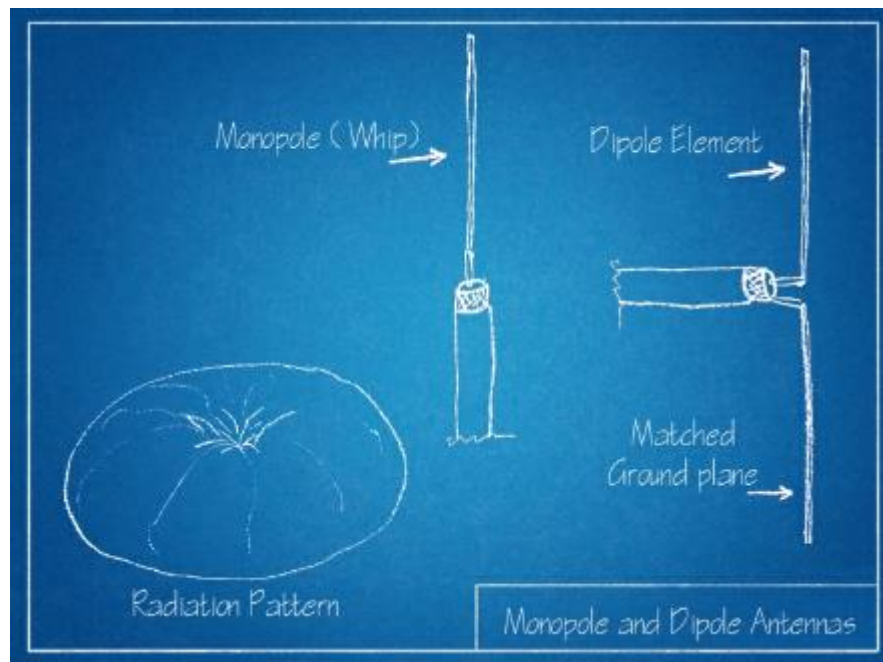 Monopole (Whip)
Dipole Element
Matched
Ground plane
Radiation Pattern
Monopole and Dipole Antennas